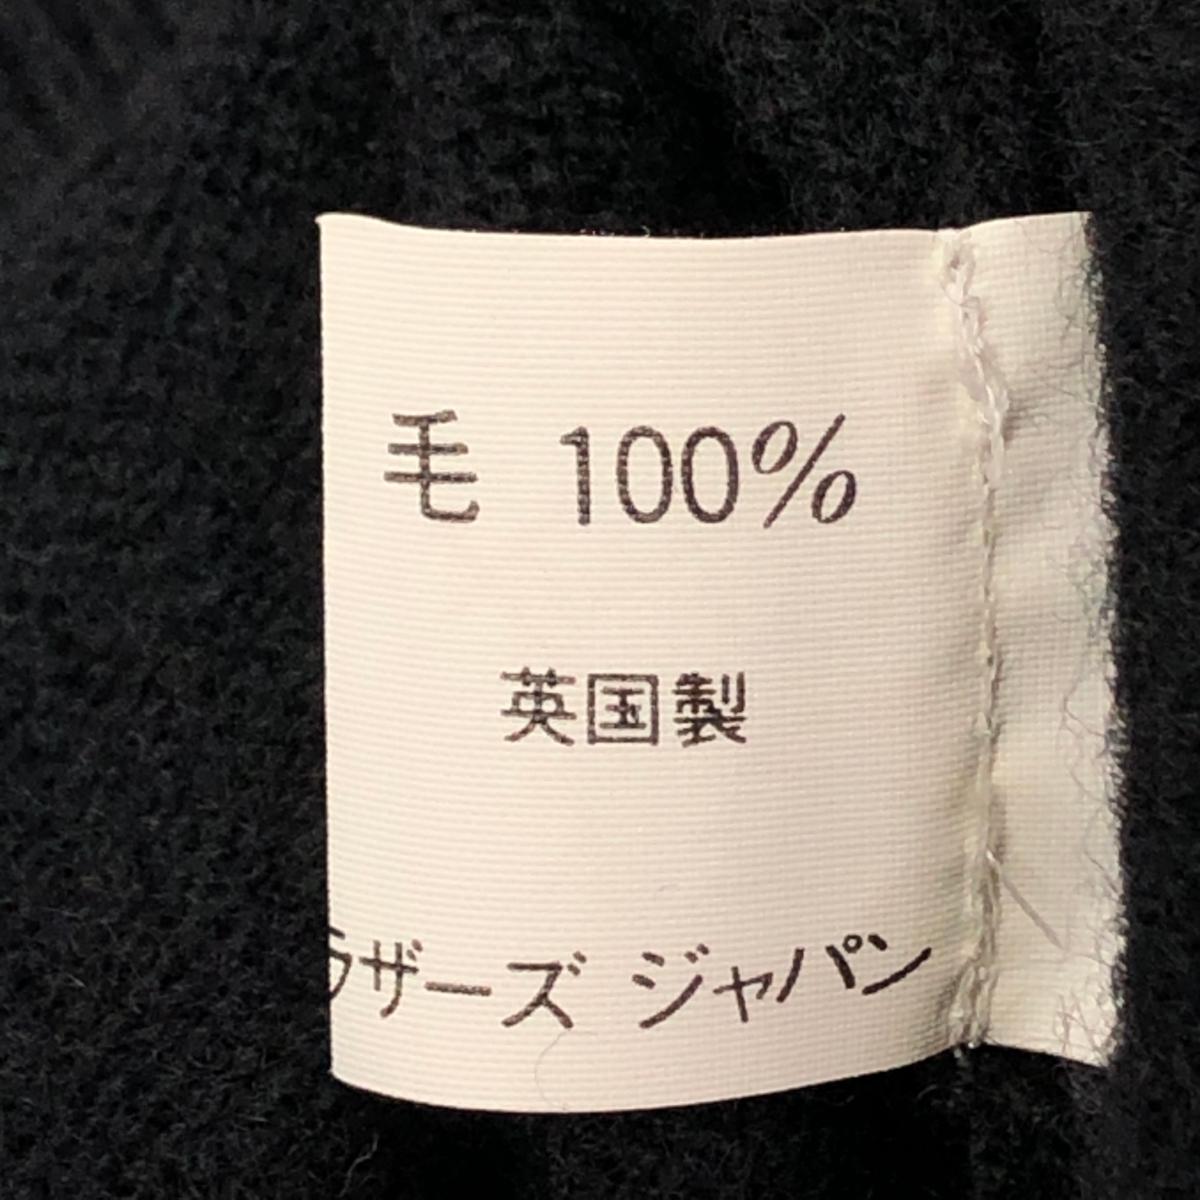 毛 100%
英国製
ラザーズ ジャパン